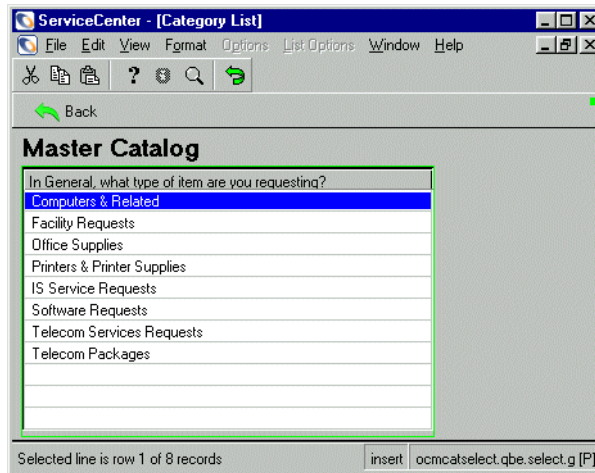 ServiceCenter - [Category List]
File Edit View Format Options List Options Window Help
Back
Master Catalog
In General, what type of item are you requesting?
Computers & Related
Facility Requests
Office Supplies
Printers & Printer Supplies
IS Service Requests
Software Requests
Telecom Services Requests
Telecom Packages
Selected line is row 1 of 8 records insert ocmcatselect.qbe.select.g [P]